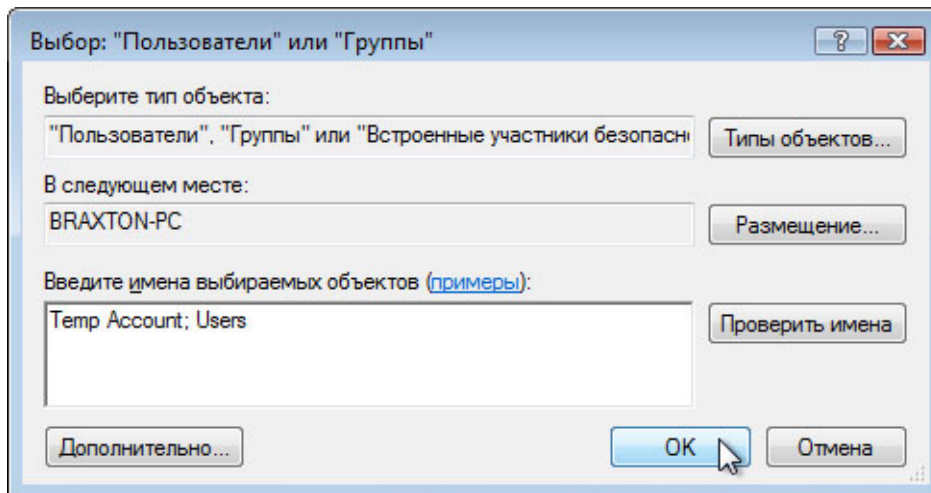 Выбор: "Пользователи" или "Группы"
Выберите тип объекта:
"Пользователи", "Группы" или "Встроенные участники безопасн
Типы объектов...
В следующем месте:
BRAXTON-PC
Размещение...
Введите имена выбираемых объектов (примеры):
Temp Account; Users
Проверить имена
Дополнительно...
OK
Отмена